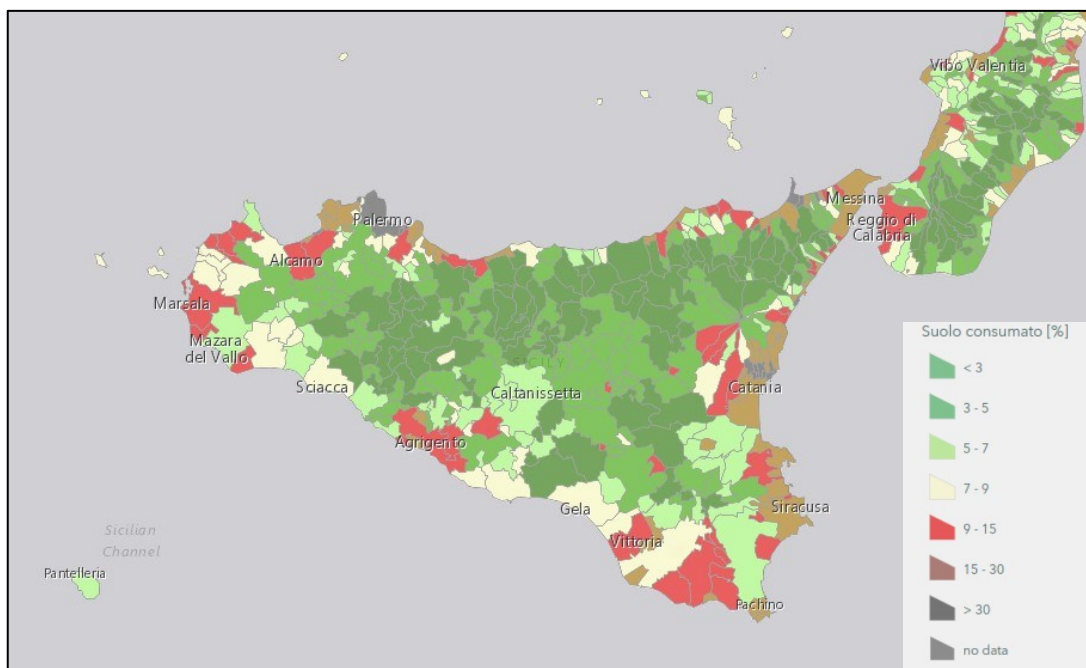 Vibo Valentia
Messina
Palermo
Reggio di
Calabria
Alcamo
Marsala
Mazara
del Vallo
SICILY
Sciacca
Caltanissetta
Catania
Agrigento
Gela
Siracusa
Vittoria
Sicilian
Channel
Pantelleria
Pachino
Suolo consumato [%]
< 3
3 - 5
5 - 7
7 - 9
9 - 15
15 - 30
> 30
no data